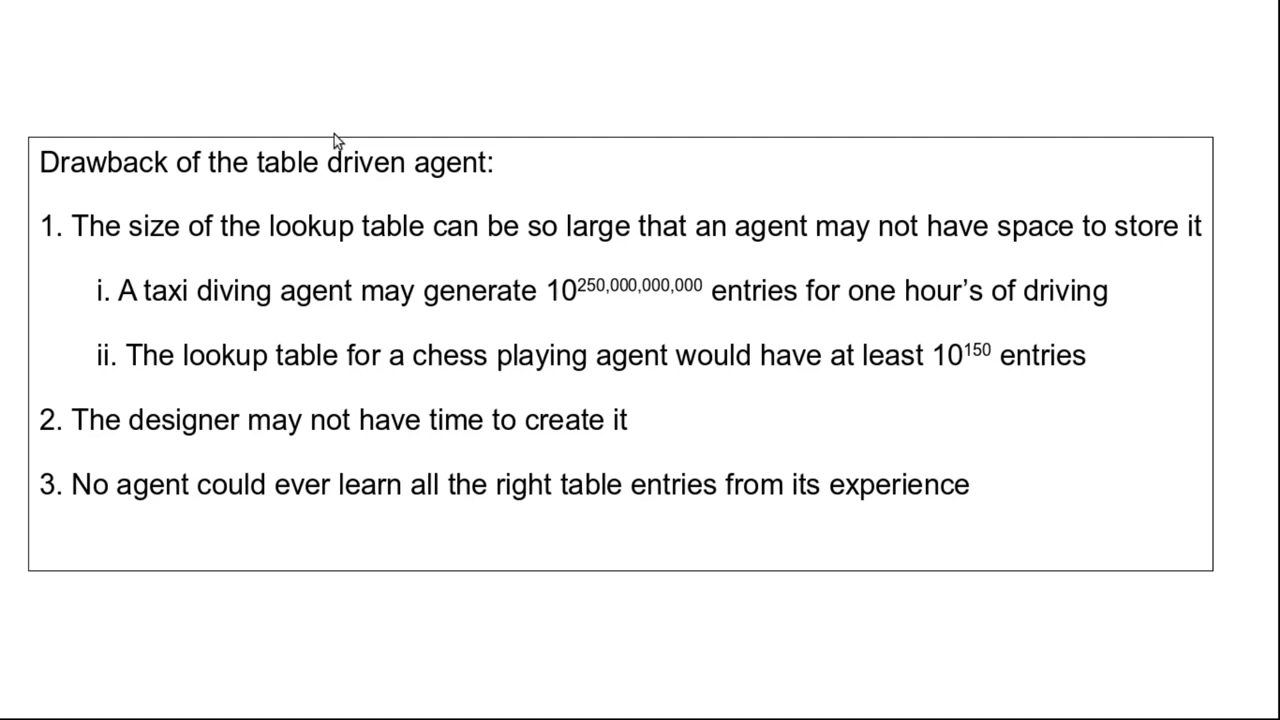 Drawback of the table driven agent:
1. The size of the lookup table can be so large that an agent may not have space to store it
i. A taxi diving agent may generate 10²⁵⁰,⁰⁰⁰,⁰⁰⁰,⁰⁰⁰ entries for one hour’s of driving
ii. The lookup table for a chess playing agent would have at least 10¹⁵⁰ entries
2. The designer may not have time to create it
3. No agent could ever learn all the right table entries from its experience